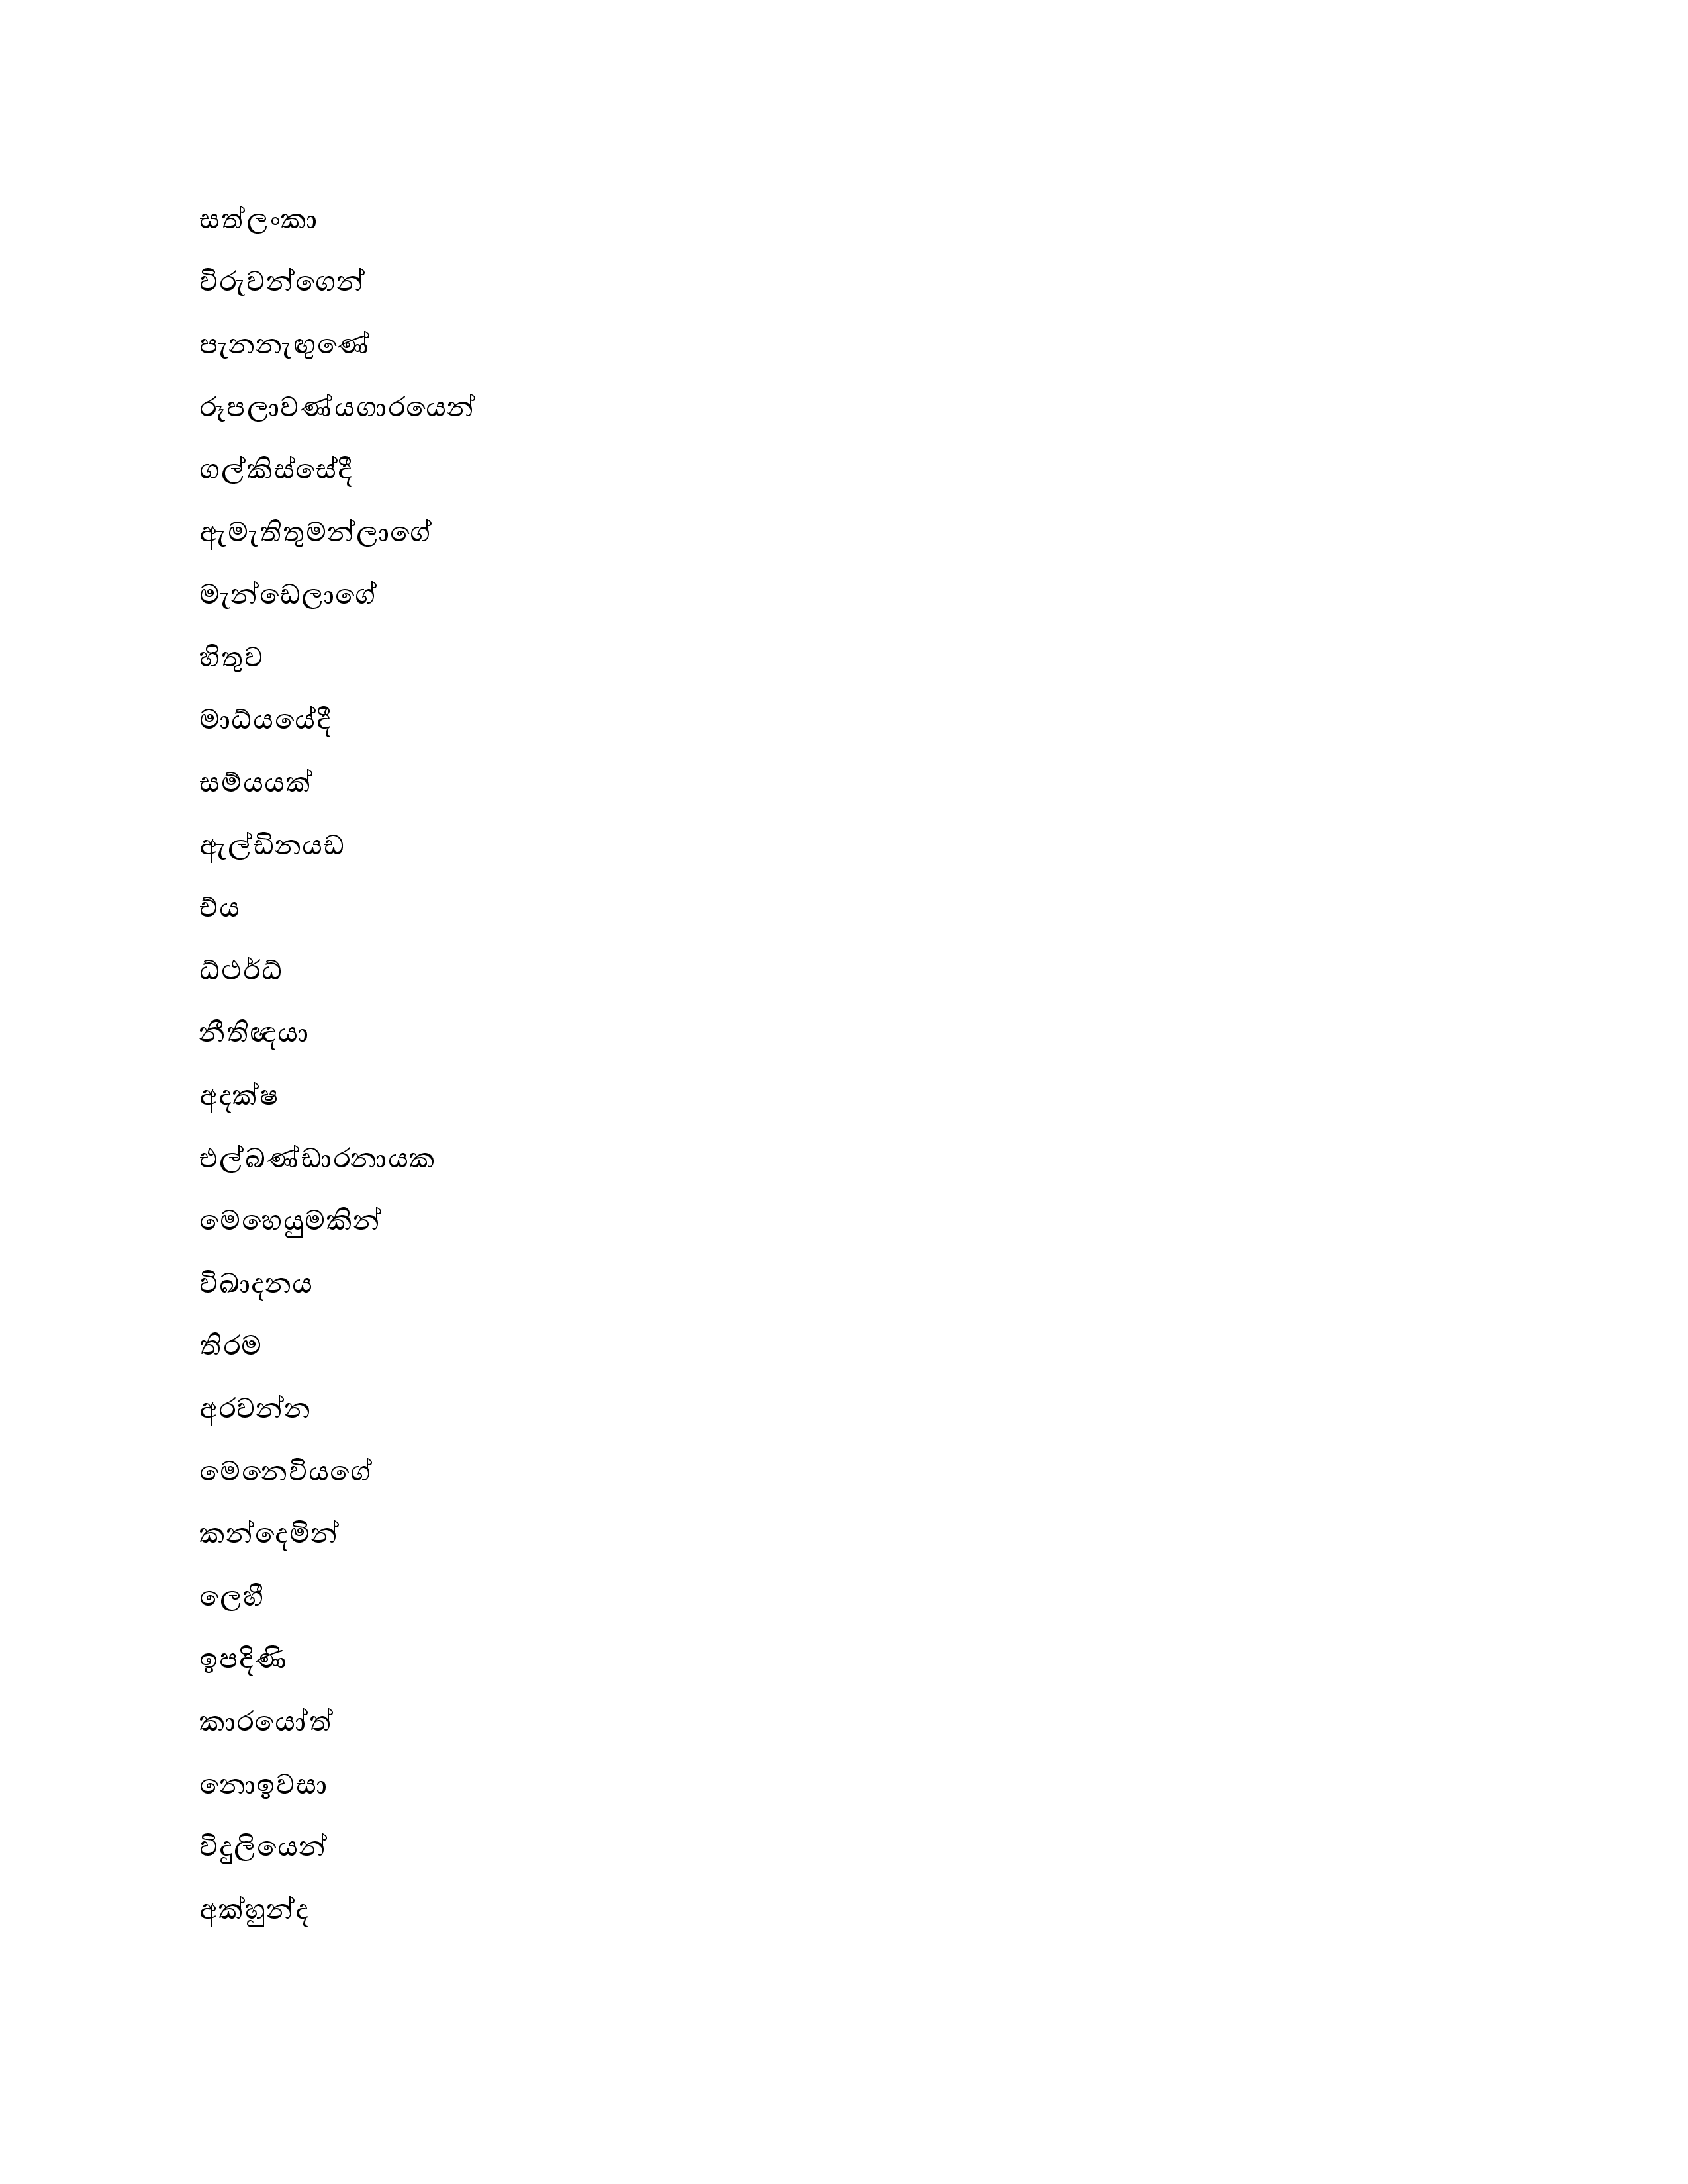 සත්ලංකා
විරුවන්ගෙන්
පැනනැඟුණේ
රූපලාවණ්යගාරයෙන්
ගල්කිස්සේදී
ඇමැතිතුමන්ලාගේ
මැන්ඩෙලාගේ
හිතුව
මාධ්යයේදී
සම්යයක්
ඇල්ඩිනයඩ
ච්ය
ධ්ථර්ධ්
නීතිඥයා
අදක්ෂ
එල්බණ්ඩාරනායක
මෙහෙයුමකින්
විඛාදනය
තිරම
අරවන්න
මෙනෙවියගේ
කන්දෙමින්
ලෙහී
ඉපදිණි
කාරයෝත්
නොඉවසා
විදුලියෙන්
අක්හුන්ද